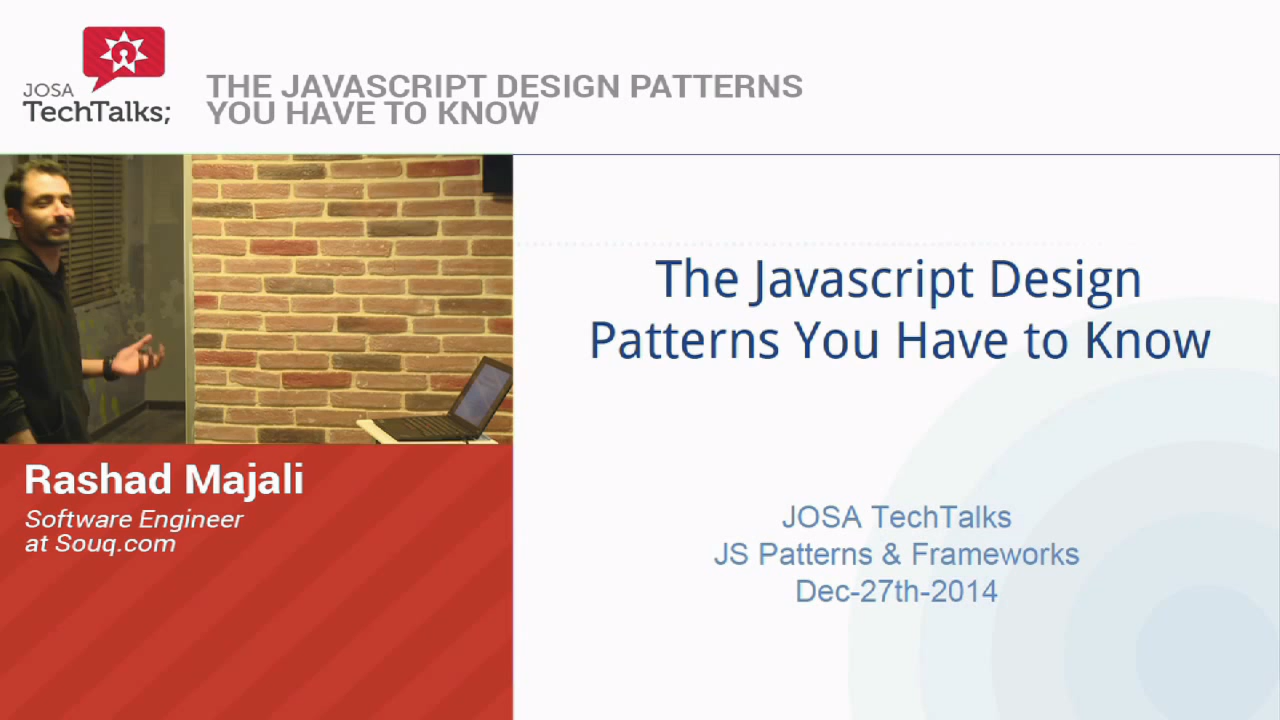 JOSA
TechTalks;
THE JAVASCRIPT DESIGN PATTERNS
YOU HAVE TO KNOW
Rashad Majali
Software Engineer
at Souq.com
The Javascript Design
Patterns You Have to Know
JOSA TechTalks
JS Patterns & Frameworks
Dec-27th-2014